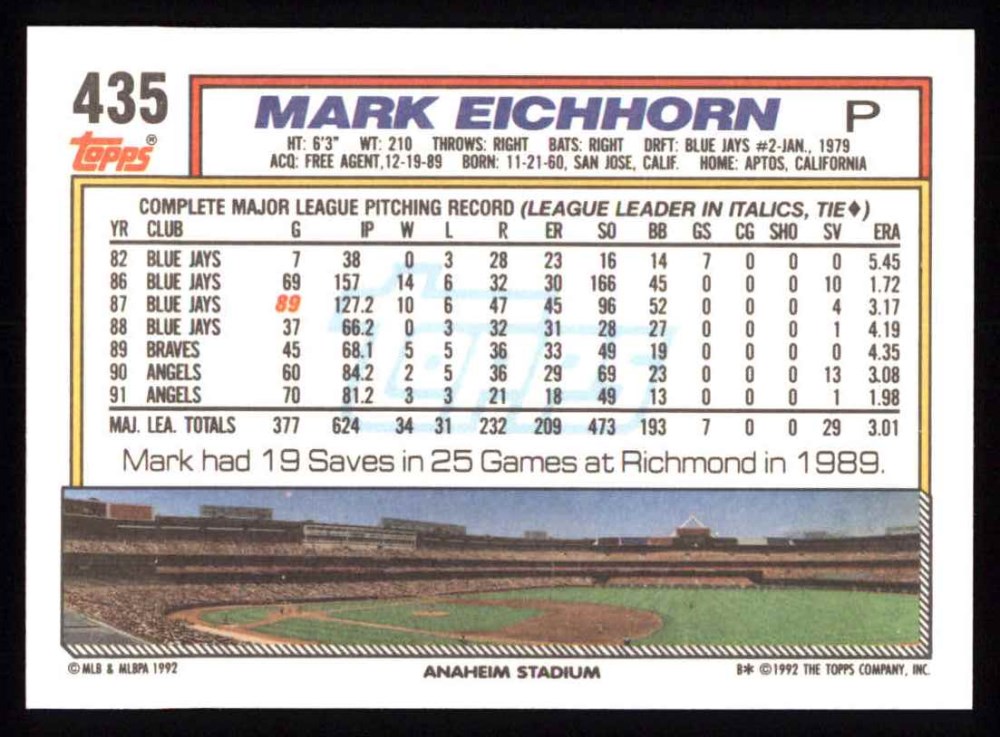 435
MARK EICHHORN P
topps®
HT: 6'3" WT: 210 THROWS: RIGHT BATS: RIGHT DRFT: BLUE JAYS #2-JAN., 1979
ACQ: FREE AGENT,12-19-89 BORN: 11-21-60, SAN JOSE, CALIF. HOME: APTOS, CALIFORNIA
COMPLETE MAJOR LEAGUE PITCHING RECORD (LEAGUE LEADER IN ITALICS, TIE♦)
YR CLUB G IP W L R ER SO BB GS CG SHO SV ERA
82 BLUE JAYS 7 38 0 3 28 23 16 14 7 0 0 0 5.45
86 BLUE JAYS 69 157 14 6 32 30 166 45 0 0 0 10 1.72
87 BLUE JAYS 89 127.2 10 6 47 45 96 52 0 0 0 4 3.17
88 BLUE JAYS 37 66.2 0 3 32 31 28 27 0 0 0 1 4.19
89 BRAVES 45 68.1 5 5 36 33 49 19 0 0 0 0 4.35
90 ANGELS 60 84.2 2 5 36 29 69 23 0 0 0 13 3.08
91 ANGELS 70 81.2 3 3 21 18 49 13 0 0 0 1 1.98
MAJ. LEA. TOTALS 377 624 34 31 232 209 473 193 7 0 0 29 3.01
Mark had 19 Saves in 25 Games at Richmond in 1989.
© MLB & MLBPA 1992 ANAHEIM STADIUM B* © 1992 THE TOPPS COMPANY, INC.